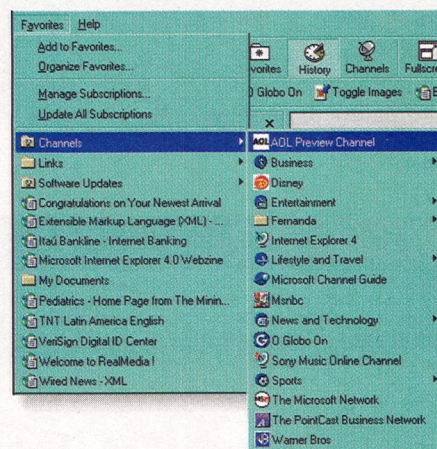 Favorites Help
Add to Favorites...
Organize Favorites...
Manage Subscriptions...
Update All Subscriptions
Channels
Links
Software Updates
Congratulations on Your Newest Arrival
Extensible Markup Language (XML) - ...
Itaú Bankline - Internet Banking
Microsoft Internet Explorer 4.0 Webzine
My Documents
Pediatrics - Home Page from The Minin...
TNT Latin America English
VeriSign Digital ID Center
Welcome to RealMedia !
Wired News - XML
vorites History Channels Fullscre
Globo On Toggle Images
AOL AOL Preview Channel
Business
Disney
Entertainment
Fernanda
Internet Explorer 4
Lifestyle and Travel
Microsoft Channel Guide
Msnbc
News and Technology
O Globo On
Sony Music Online Channel
Sports
The Microsoft Network
The PointCast Business Network
Warner Bros